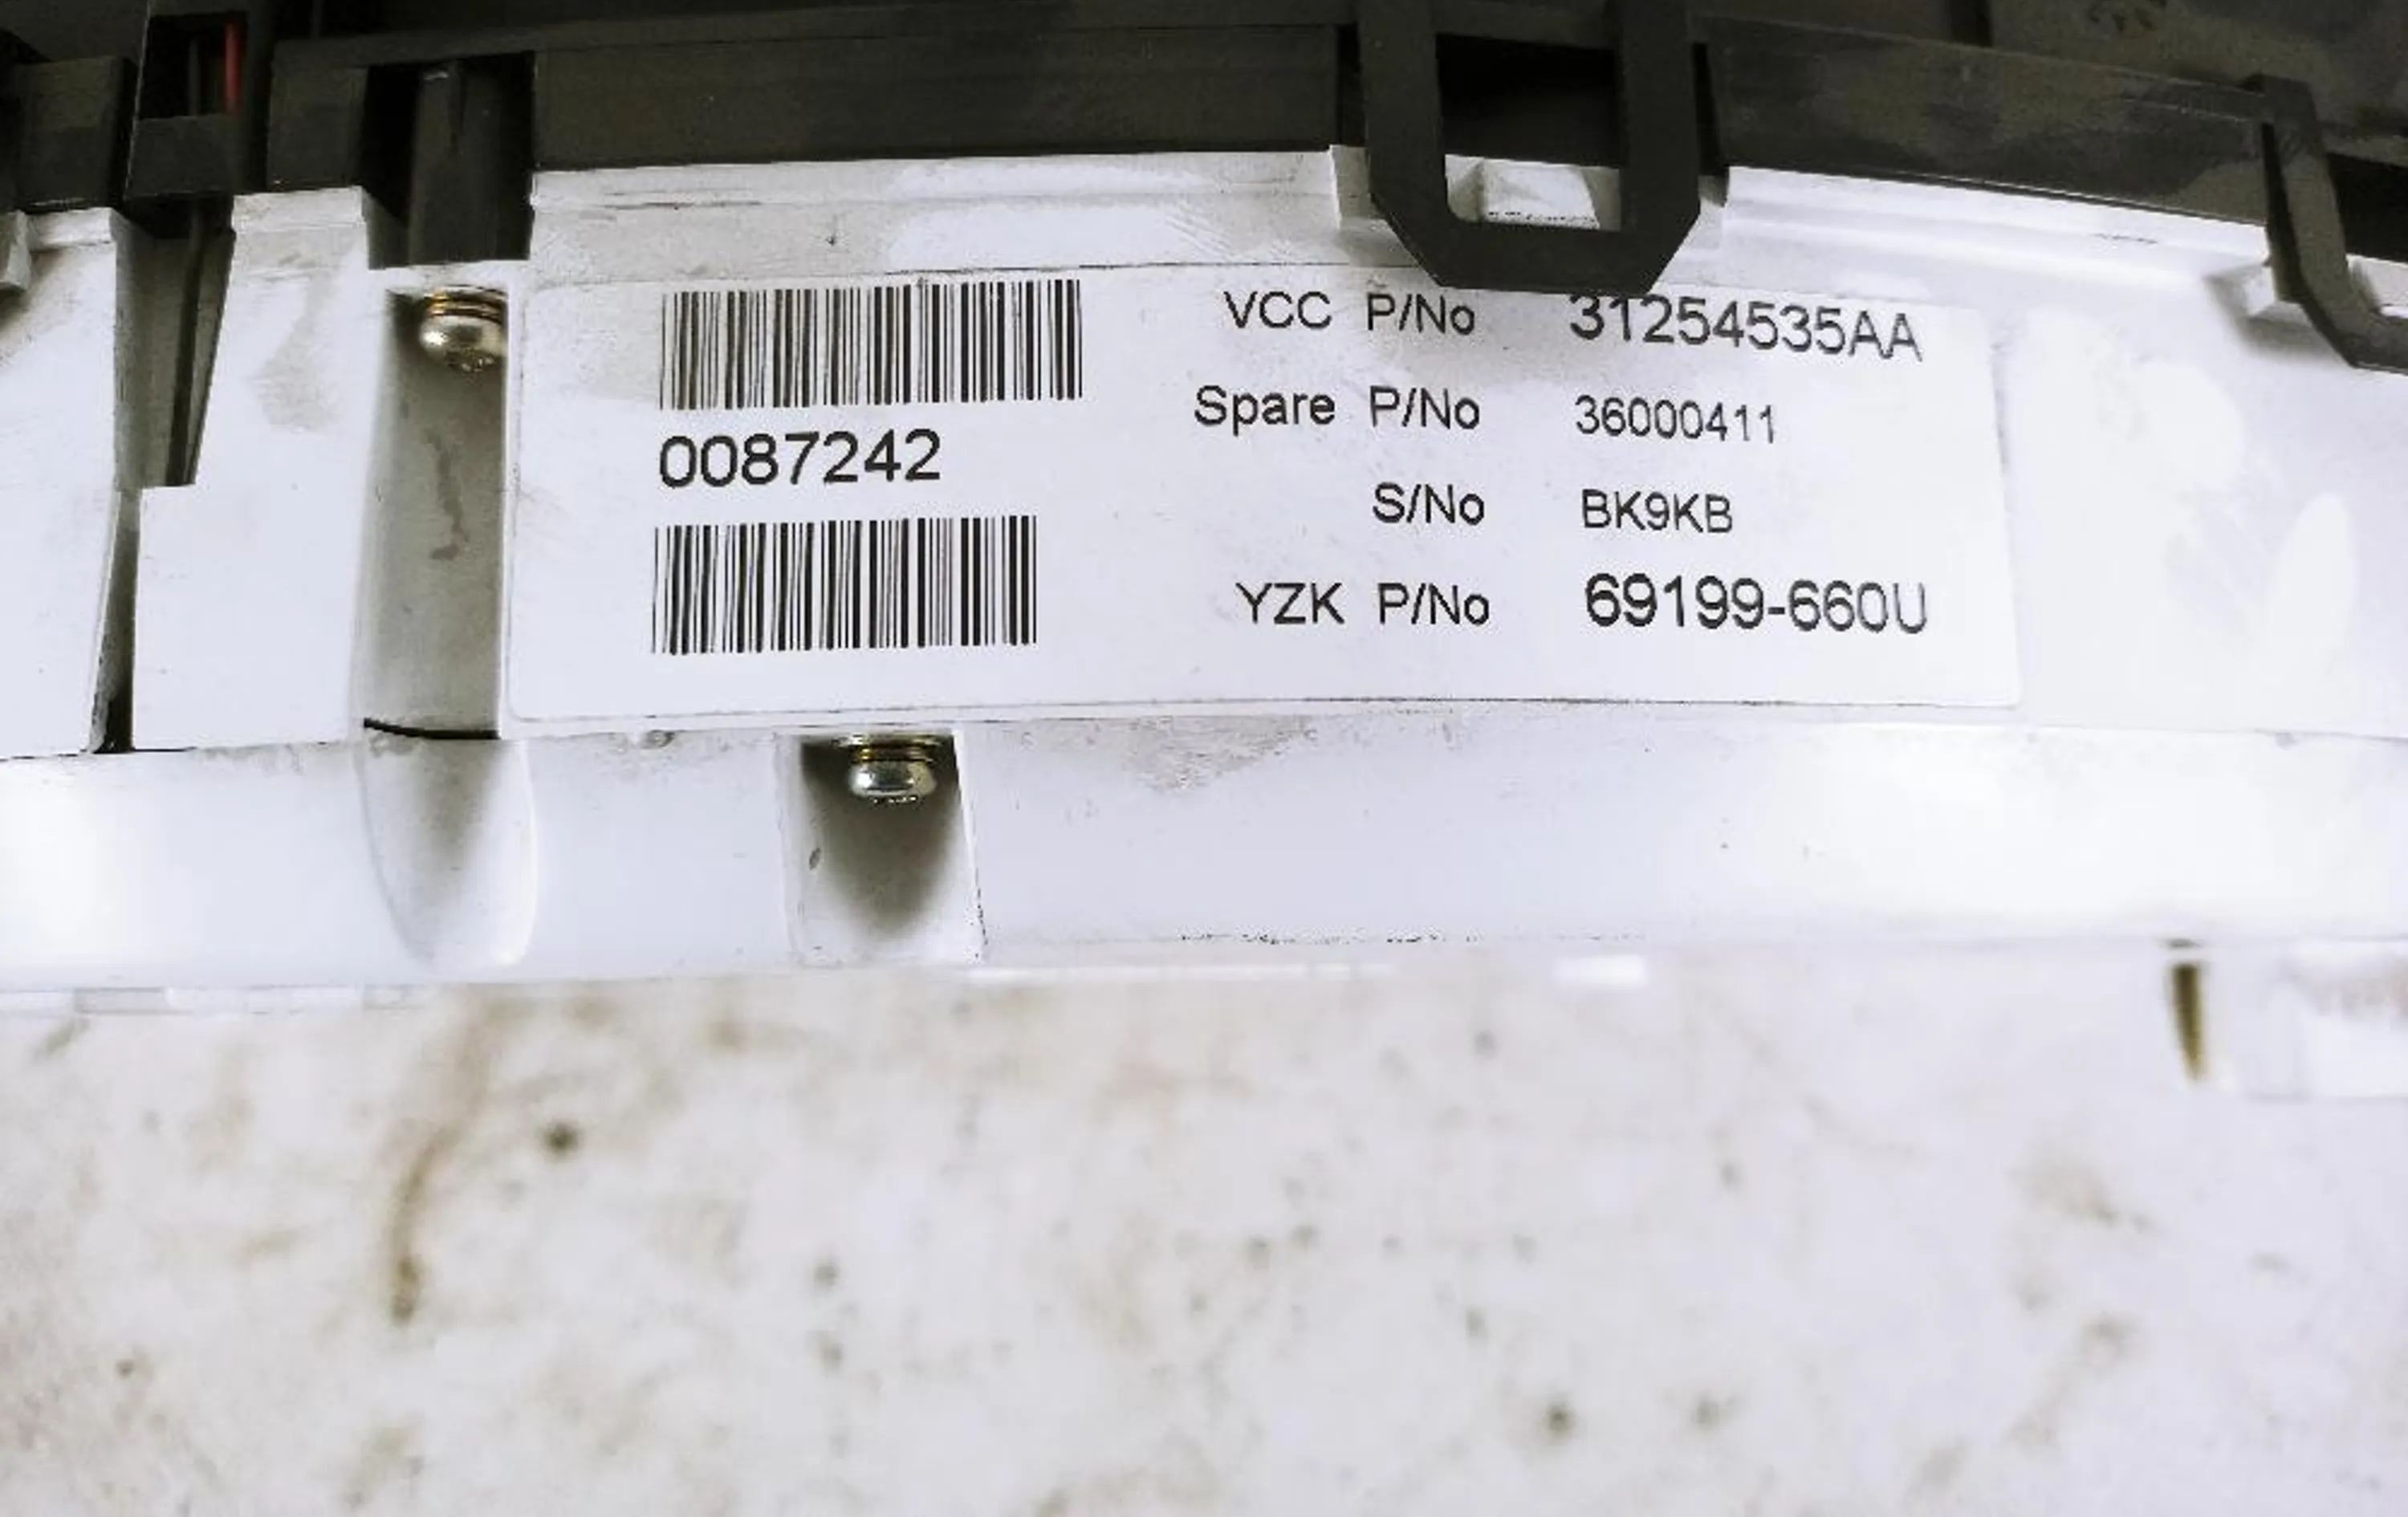 VCC P/No 31254535AA
Spare P/No 36000411
0087242
S/No BK9KB
YZK P/No 69199-660U